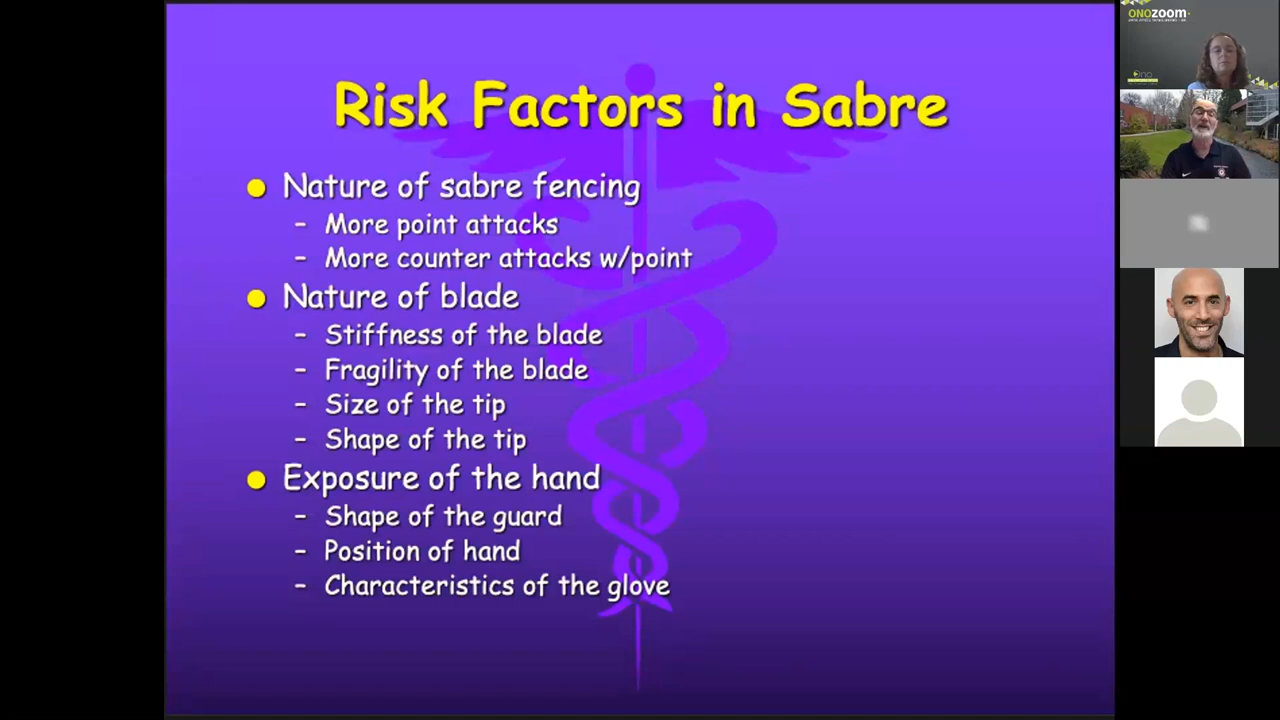 Risk Factors in Sabre
Nature of sabre fencing
– More point attacks
– More counter attacks w/point
Nature of blade
– Stiffness of the blade
– Fragility of the blade
– Size of the tip
– Shape of the tip
Exposure of the hand
– Shape of the guard
– Position of hand
– Characteristics of the glove
ONOZOOM
Ono